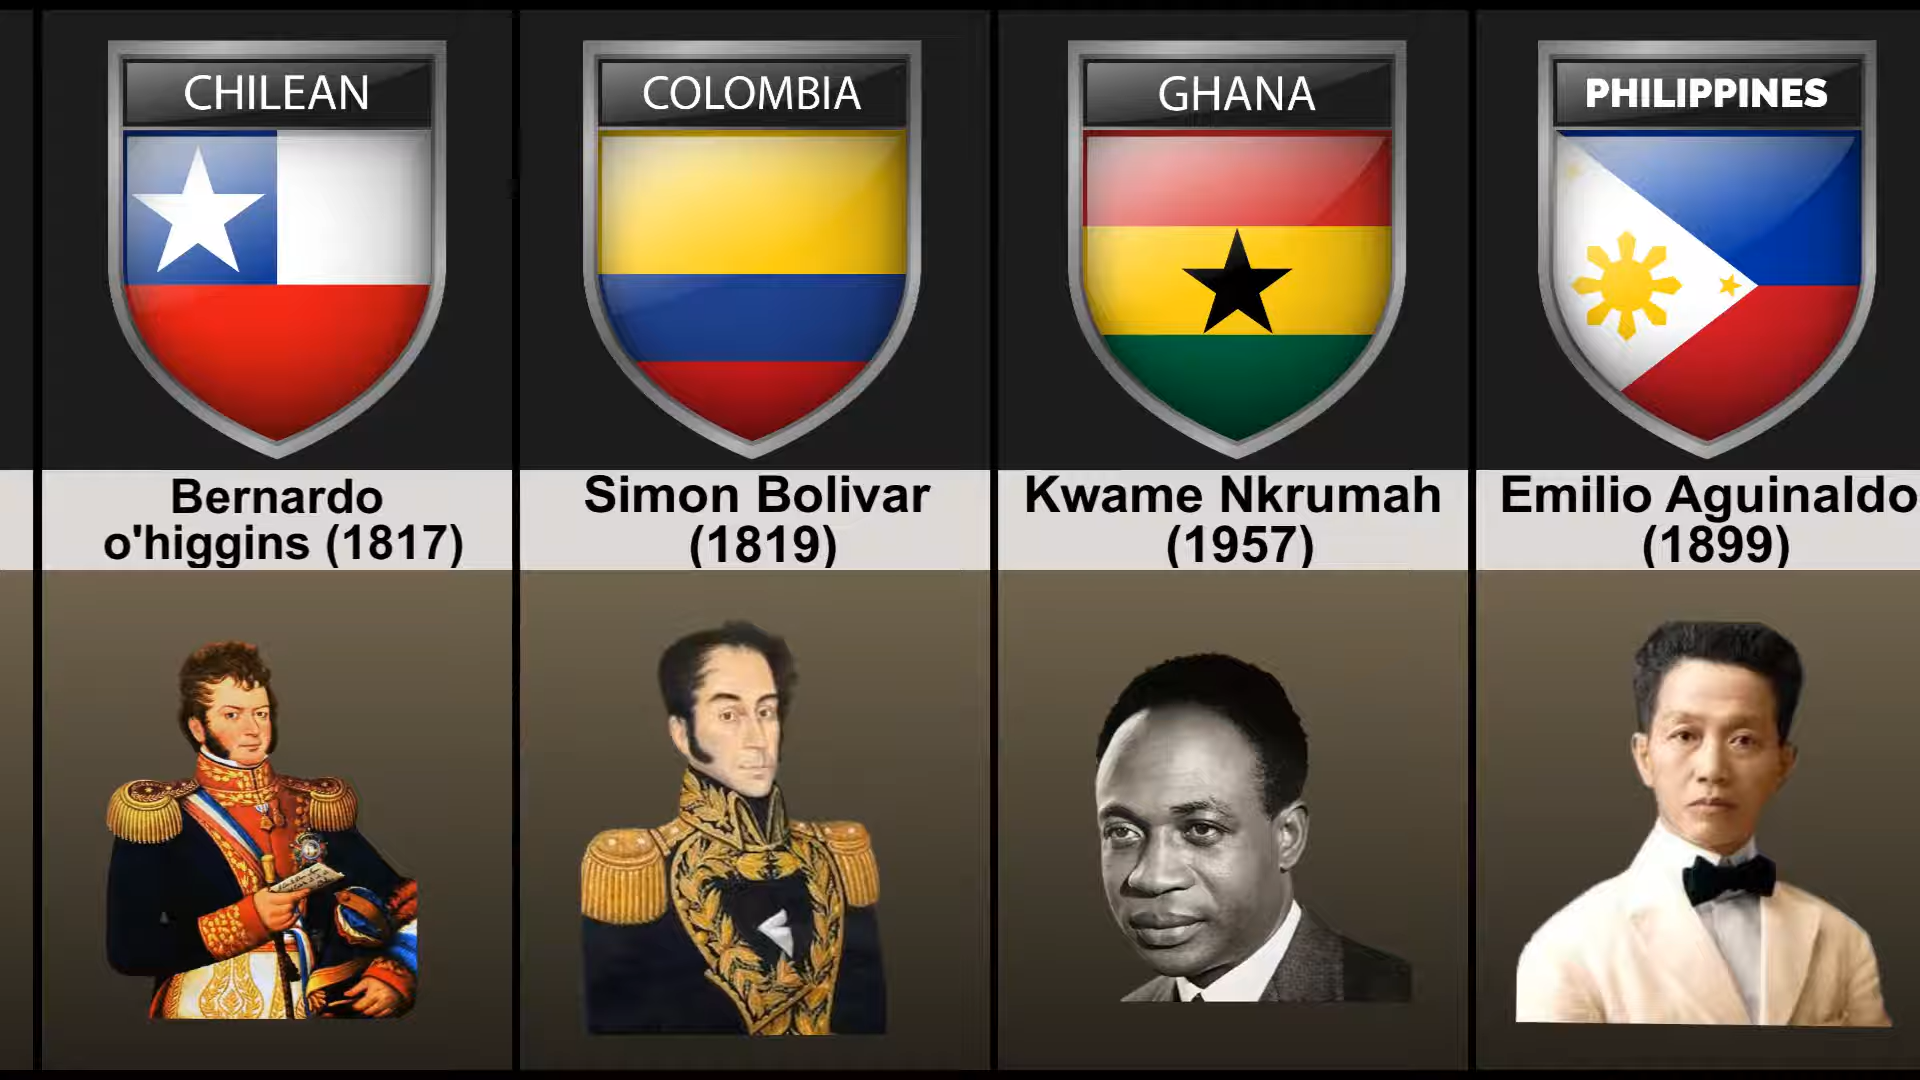 CHILEAN
COLOMBIA
GHANA
PHILIPPINES
Bernardo
o'higgins (1817)
Simon Bolivar
(1819)
Kwame Nkrumah
(1957)
Emilio Aguinaldo
(1899)